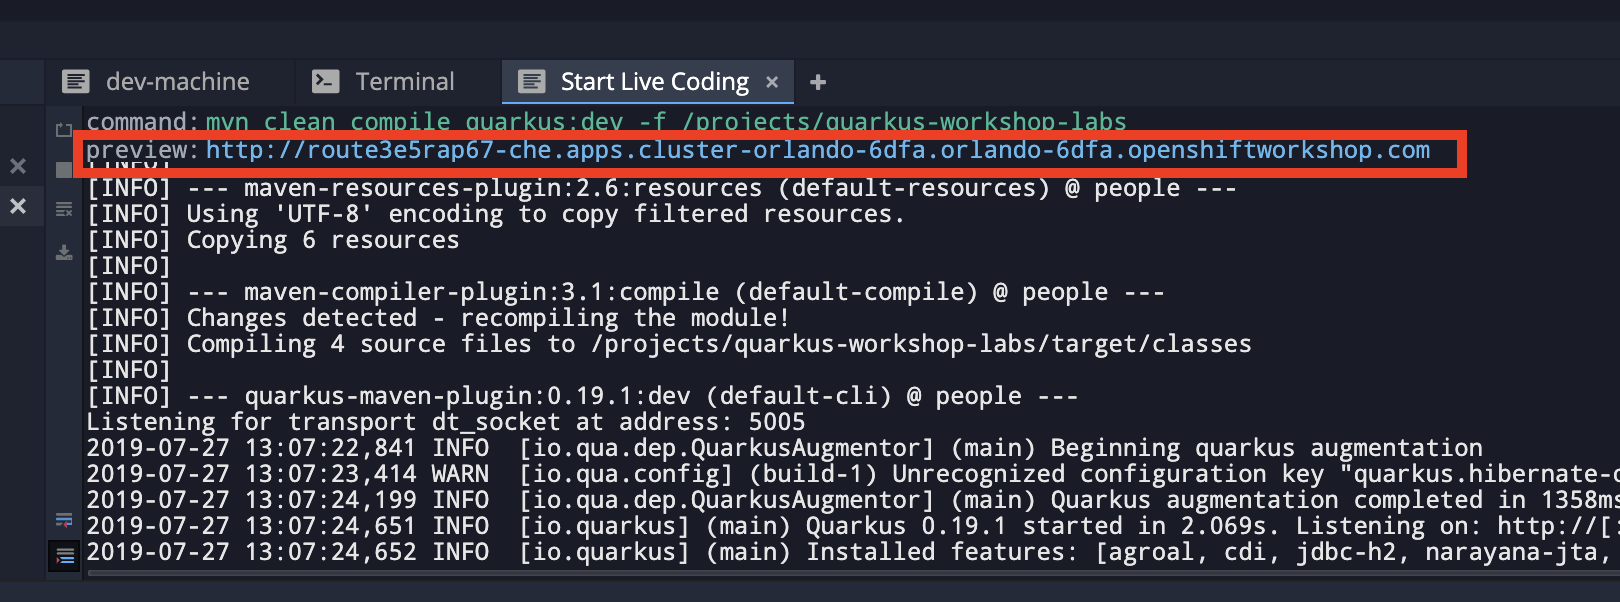 dev-machine Terminal Start Live Coding × +
command: mvn clean compile quarkus:dev -f /projects/quarkus-workshop-labs
preview: http://route3e5rap67-che.apps.cluster-orlando-6dfa.orlando-6dfa.openshiftworkshop.com
[INFO]
[INFO] --- maven-resources-plugin:2.6:resources (default-resources) @ people ---
[INFO] Using 'UTF-8' encoding to copy filtered resources.
[INFO] Copying 6 resources
[INFO]
[INFO] --- maven-compiler-plugin:3.1:compile (default-compile) @ people ---
[INFO] Changes detected - recompiling the module!
[INFO] Compiling 4 source files to /projects/quarkus-workshop-labs/target/classes
[INFO]
[INFO] --- quarkus-maven-plugin:0.19.1:dev (default-cli) @ people ---
Listening for transport dt_socket at address: 5005
2019-07-27 13:07:22,841 INFO  [io.qua.dep.QuarkusAugmentor] (main) Beginning quarkus augmentation
2019-07-27 13:07:23,414 WARN  [io.qua.config] (build-1) Unrecognized configuration key "quarkus.hibernate-
2019-07-27 13:07:24,199 INFO  [io.qua.dep.QuarkusAugmentor] (main) Quarkus augmentation completed in 1358ms
2019-07-27 13:07:24,651 INFO  [io.quarkus] (main) Quarkus 0.19.1 started in 2.069s. Listening on: http://[:
2019-07-27 13:07:24,652 INFO  [io.quarkus] (main) Installed features: [agroal, cdi, jdbc-h2, narayana-jta,